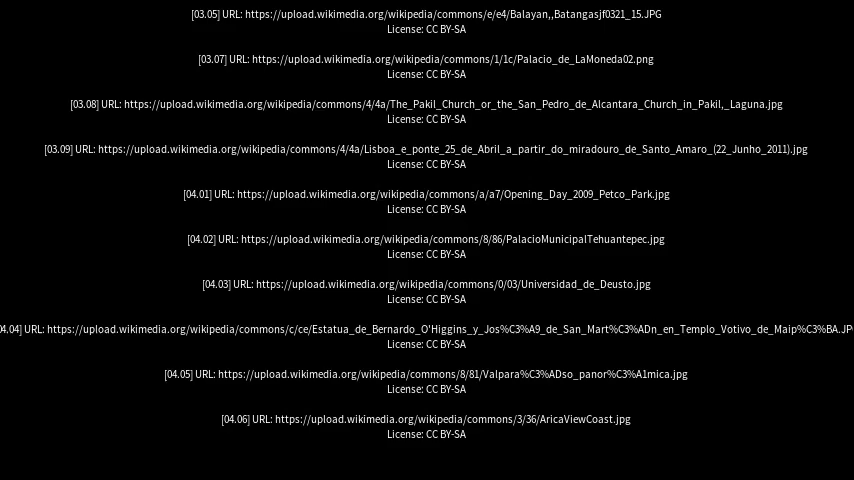 [03.05] URL: https://upload.wikimedia.org/wikipedia/commons/e/e4/Balayan,,Batangasjf0321_15.JPG
License: CC BY-SA
[03.07] URL: https://upload.wikimedia.org/wikipedia/commons/1/1c/Palacio_de_LaMoneda02.png
License: CC BY-SA
[03.08] URL: https://upload.wikimedia.org/wikipedia/commons/4/4a/The_Pakil_Church_or_the_San_Pedro_de_Alcantara_Church_in_Pakil,_Laguna.jpg
License: CC BY-SA
[03.09] URL: https://upload.wikimedia.org/wikipedia/commons/4/4a/Lisboa_e_ponte_25_de_Abril_a_partir_do_miradouro_de_Santo_Amaro_(22_Junho_2011).jpg
License: CC BY-SA
[04.01] URL: https://upload.wikimedia.org/wikipedia/commons/a/a7/Opening_Day_2009_Petco_Park.jpg
License: CC BY-SA
[04.02] URL: https://upload.wikimedia.org/wikipedia/commons/8/86/PalacioMunicipalTehuantepec.jpg
License: CC BY-SA
[04.03] URL: https://upload.wikimedia.org/wikipedia/commons/0/03/Universidad_de_Deusto.jpg
License: CC BY-SA
04.04] URL: https://upload.wikimedia.org/wikipedia/commons/c/ce/Estatua_de_Bernardo_O'Higgins_y_Jos%C3%A9_de_San_Mart%C3%ADn_en_Templo_Votivo_de_Maip%C3%BA.JP
License: CC BY-SA
[04.05] URL: https://upload.wikimedia.org/wikipedia/commons/8/81/Valpara%C3%ADso_panor%C3%A1mica.jpg
License: CC BY-SA
[04.06] URL: https://upload.wikimedia.org/wikipedia/commons/3/36/AricaViewCoast.jpg
License: CC BY-SA